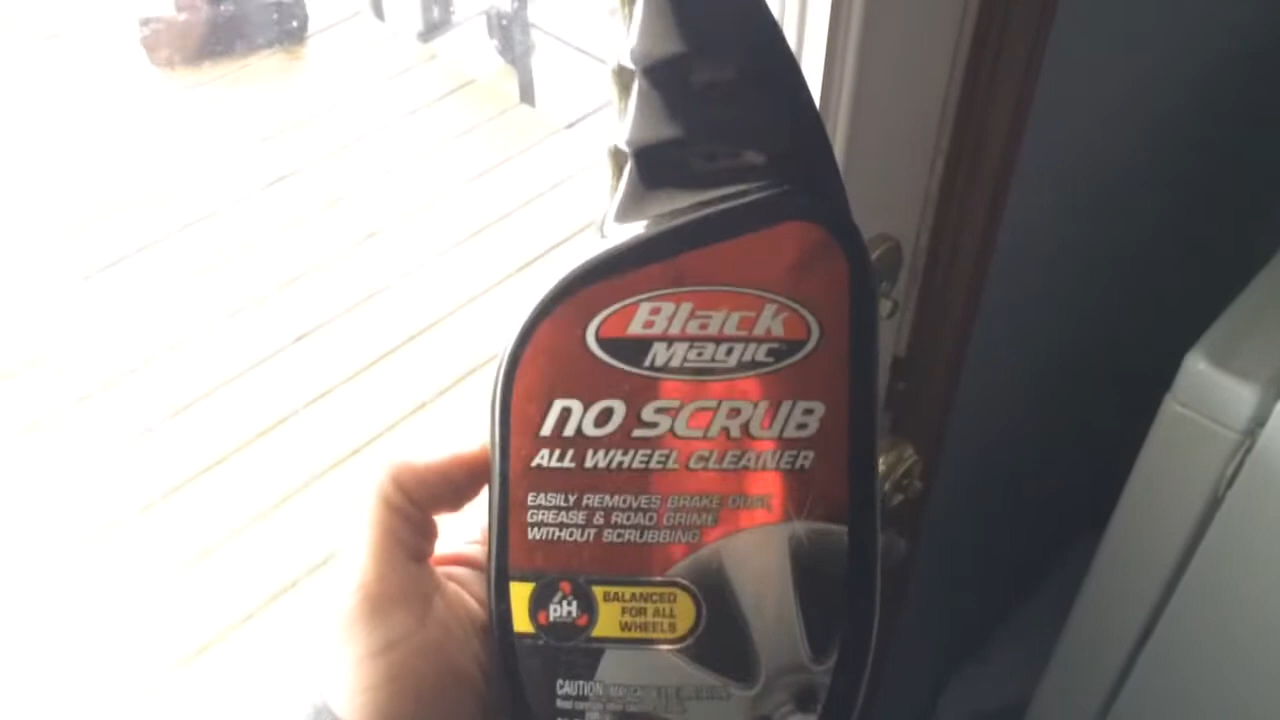 Black
Magic
NO SCRUB
ALL WHEEL CLEANER
EASILY REMOVES BRAKE DUST,
GREASE & ROAD GRIME
WITHOUT SCRUBBING
pH
BALANCED
FOR ALL
WHEELS
CAUTION: